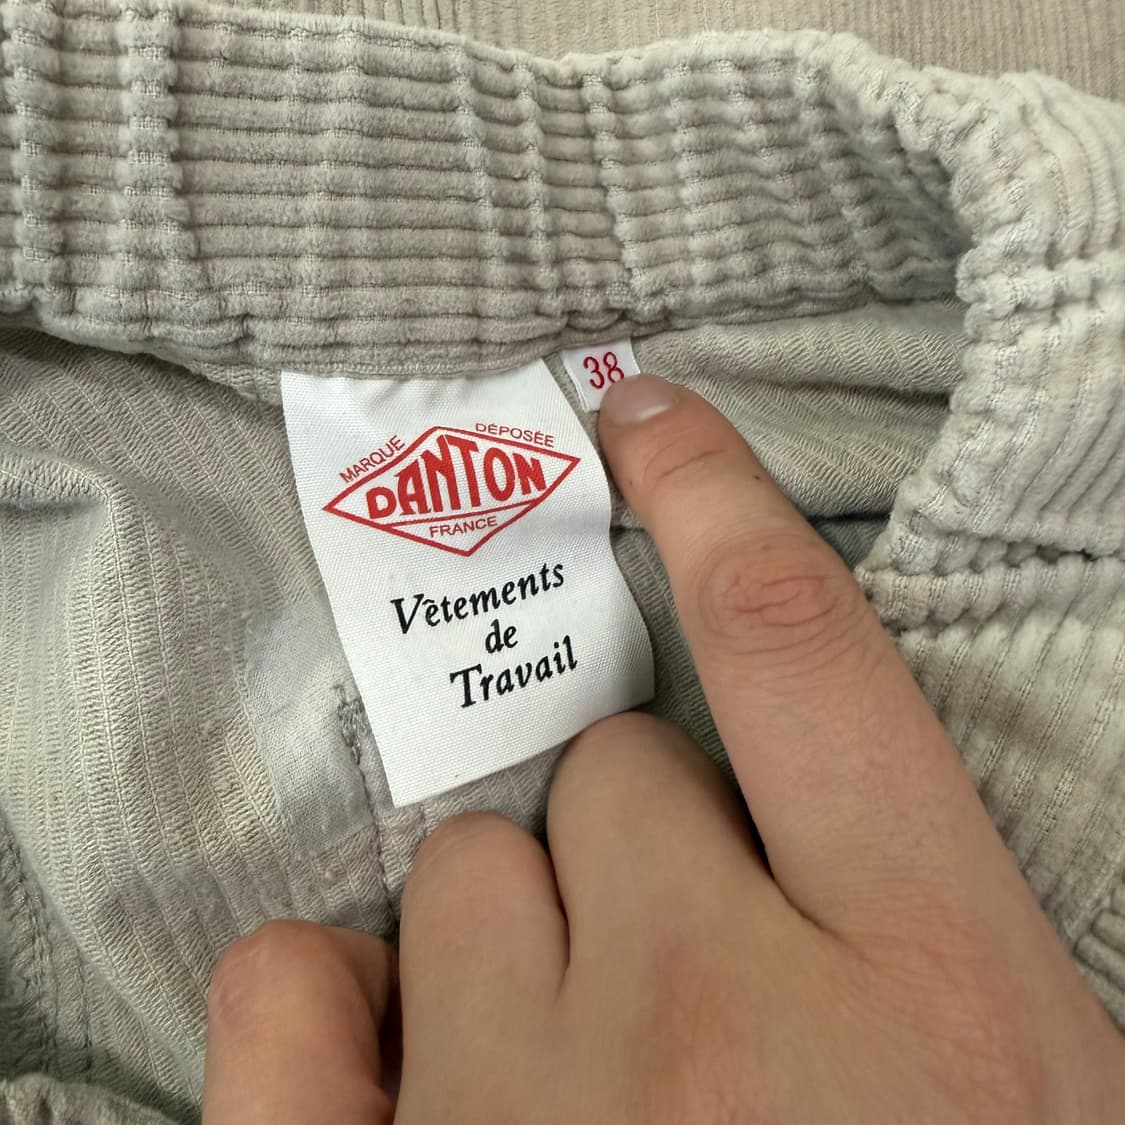 38
MARQUE DÉPOSÉE
DANTON
FRANCE
Vêtements
de
Travail